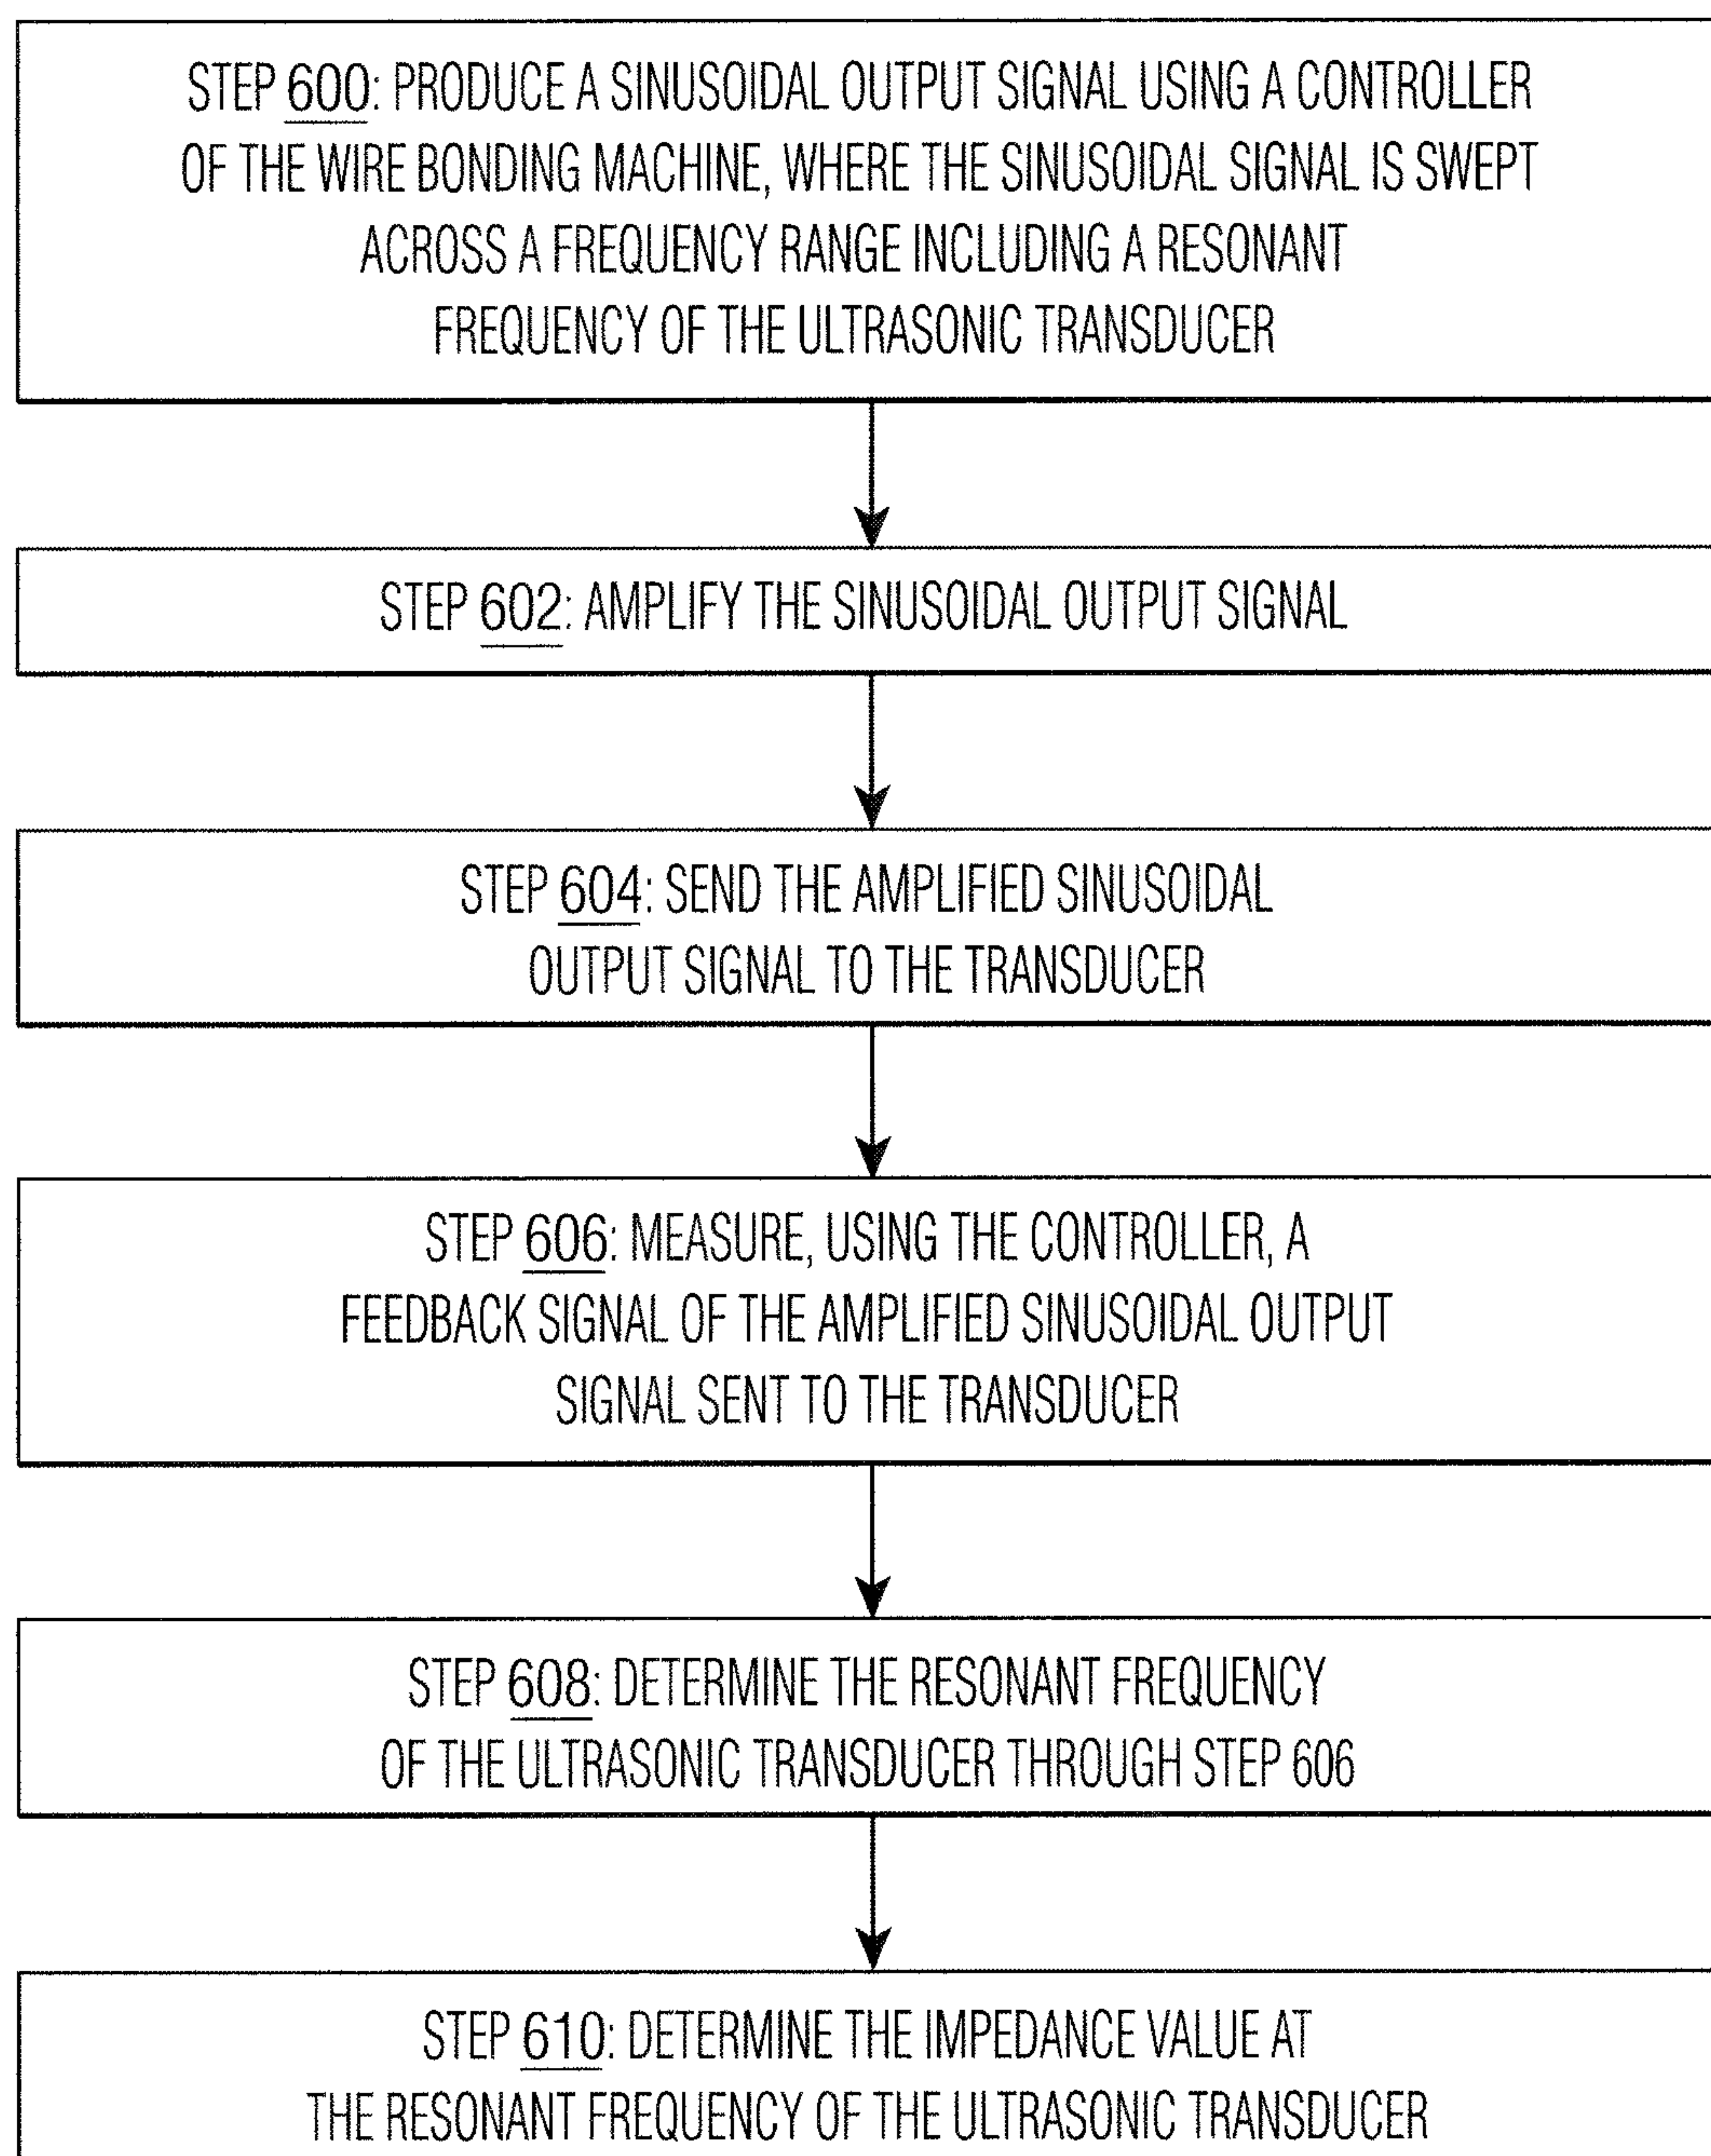 STEP 600: PRODUCE A SINUSOIDAL OUTPUT SIGNAL USING A CONTROLLER
OF THE WIRE BONDING MACHINE, WHERE THE SINUSOIDAL SIGNAL IS SWEPT
ACROSS A FREQUENCY RANGE INCLUDING A RESONANT
FREQUENCY OF THE ULTRASONIC TRANSDUCER
STEP 602: AMPLIFY THE SINUSOIDAL OUTPUT SIGNAL
STEP 604: SEND THE AMPLIFIED SINUSOIDAL
OUTPUT SIGNAL TO THE TRANSDUCER
STEP 606: MEASURE, USING THE CONTROLLER, A
FEEDBACK SIGNAL OF THE AMPLIFIED SINUSOIDAL OUTPUT
SIGNAL SENT TO THE TRANSDUCER
STEP 608: DETERMINE THE RESONANT FREQUENCY
OF THE ULTRASONIC TRANSDUCER THROUGH STEP 606
STEP 610: DETERMINE THE IMPEDANCE VALUE AT
THE RESONANT FREQUENCY OF THE ULTRASONIC TRANSDUCER